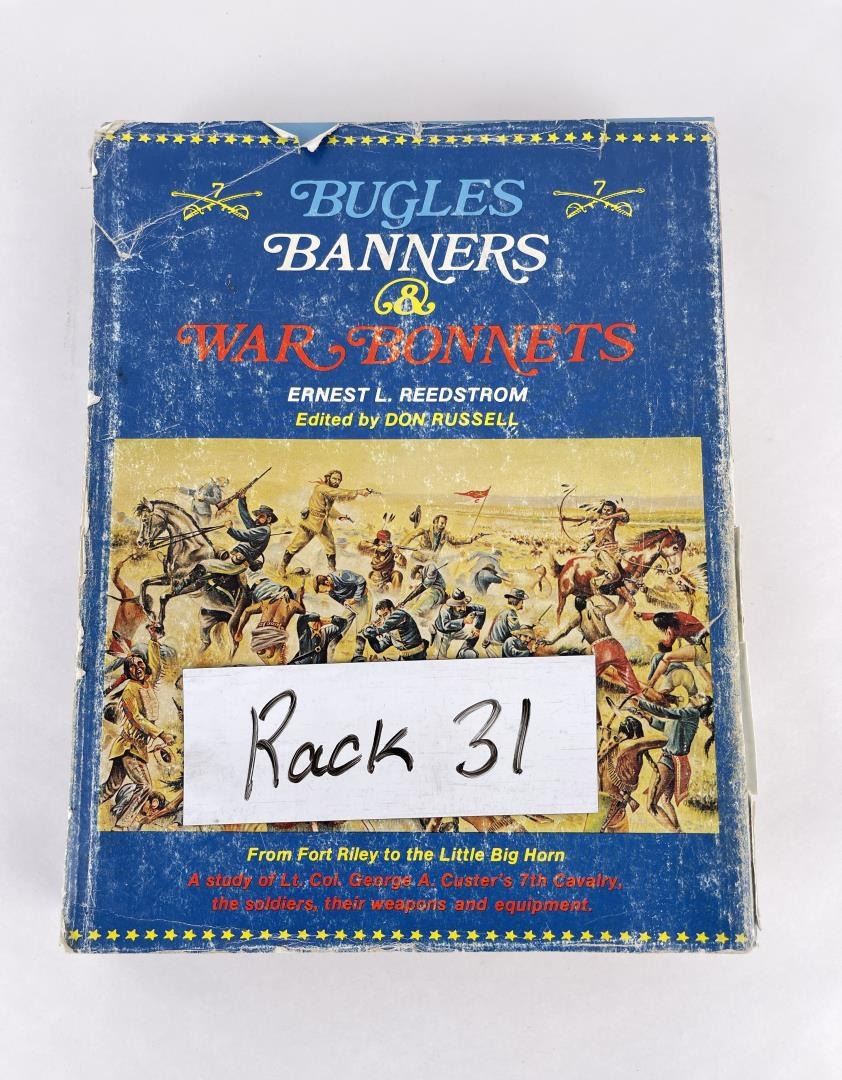 7 7
BUGLES
BANNERS
&
WAR BONNETS
ERNEST L. REEDSTROM
Edited by DON RUSSELL
Rack 31
From Fort Riley to the Little Big Horn
A study of Lt. Col. George A. Custer's 7th Cavalry,
the soldiers, their weapons and equipment.